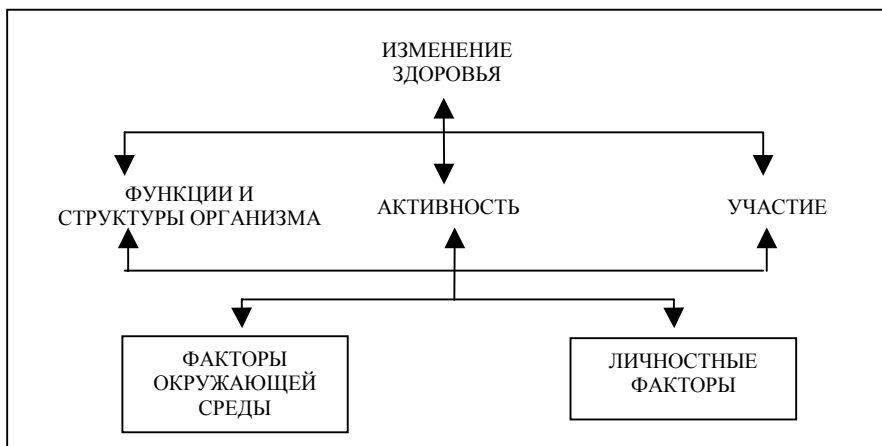 ИЗМЕНЕНИЕ
ЗДОРОВЬЯ
ФУНКЦИИ И
СТРУКТУРЫ ОРГАНИЗМА
АКТИВНОСТЬ
УЧАСТИЕ
ФАКТОРЫ
ОКРУЖАЮЩЕЙ
СРЕДЫ
ЛИЧНОСТНЫЕ
ФАКТОРЫ